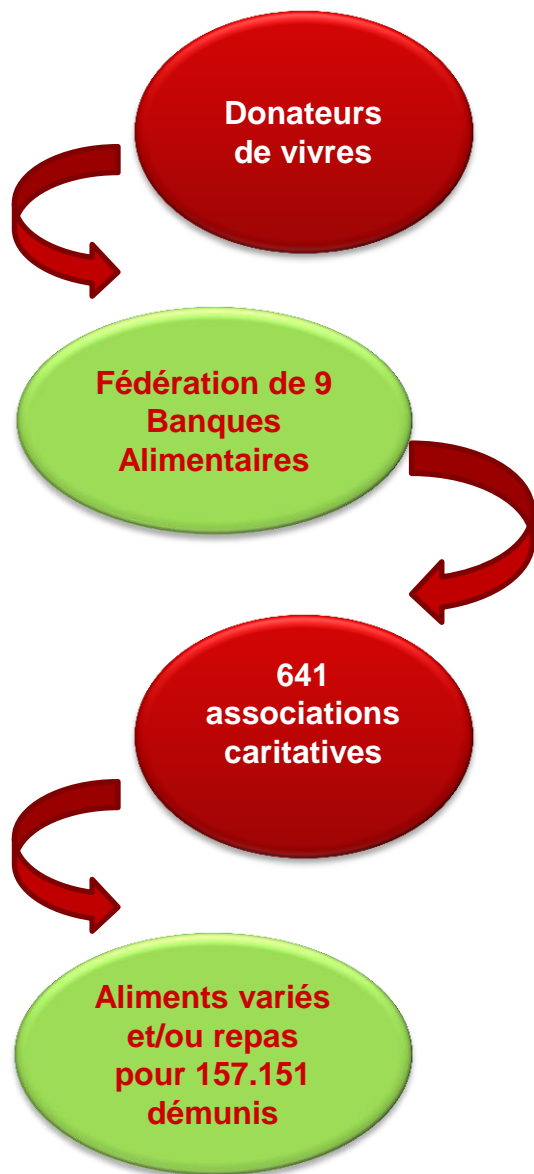 Donateurs
de vivres
Fédération de 9
Banques
Alimentaires
641
associations
caritatives
Aliments variés
et/ou repas
pour 157.151
démunis